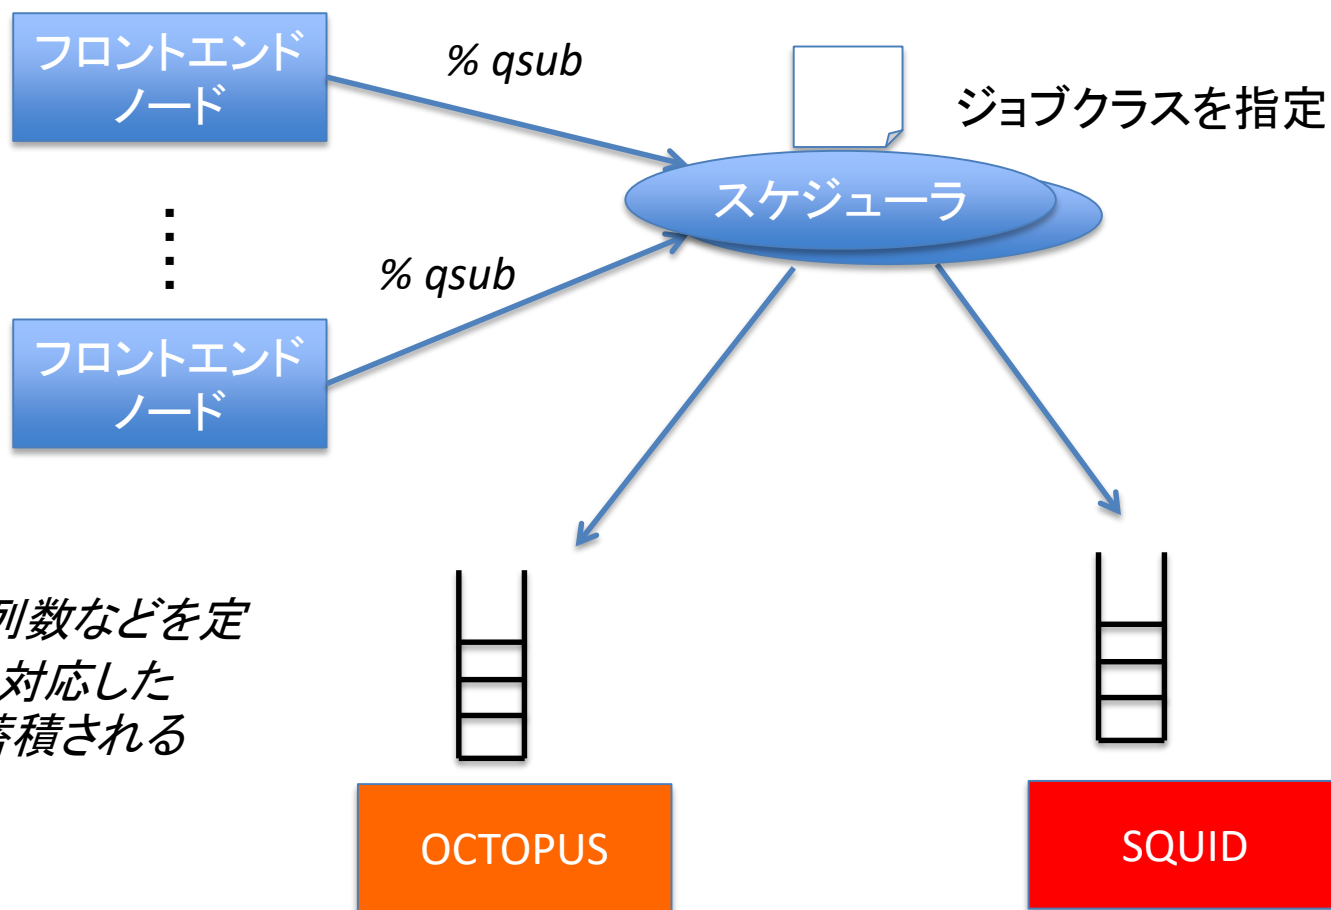 フロントエンド
ノード
% qsub
ジョブクラスを指定
スケジューラ
% qsub
フロントエンド
ノード
列数などを定
対応した
蓄積される
OCTOPUS
SQUID